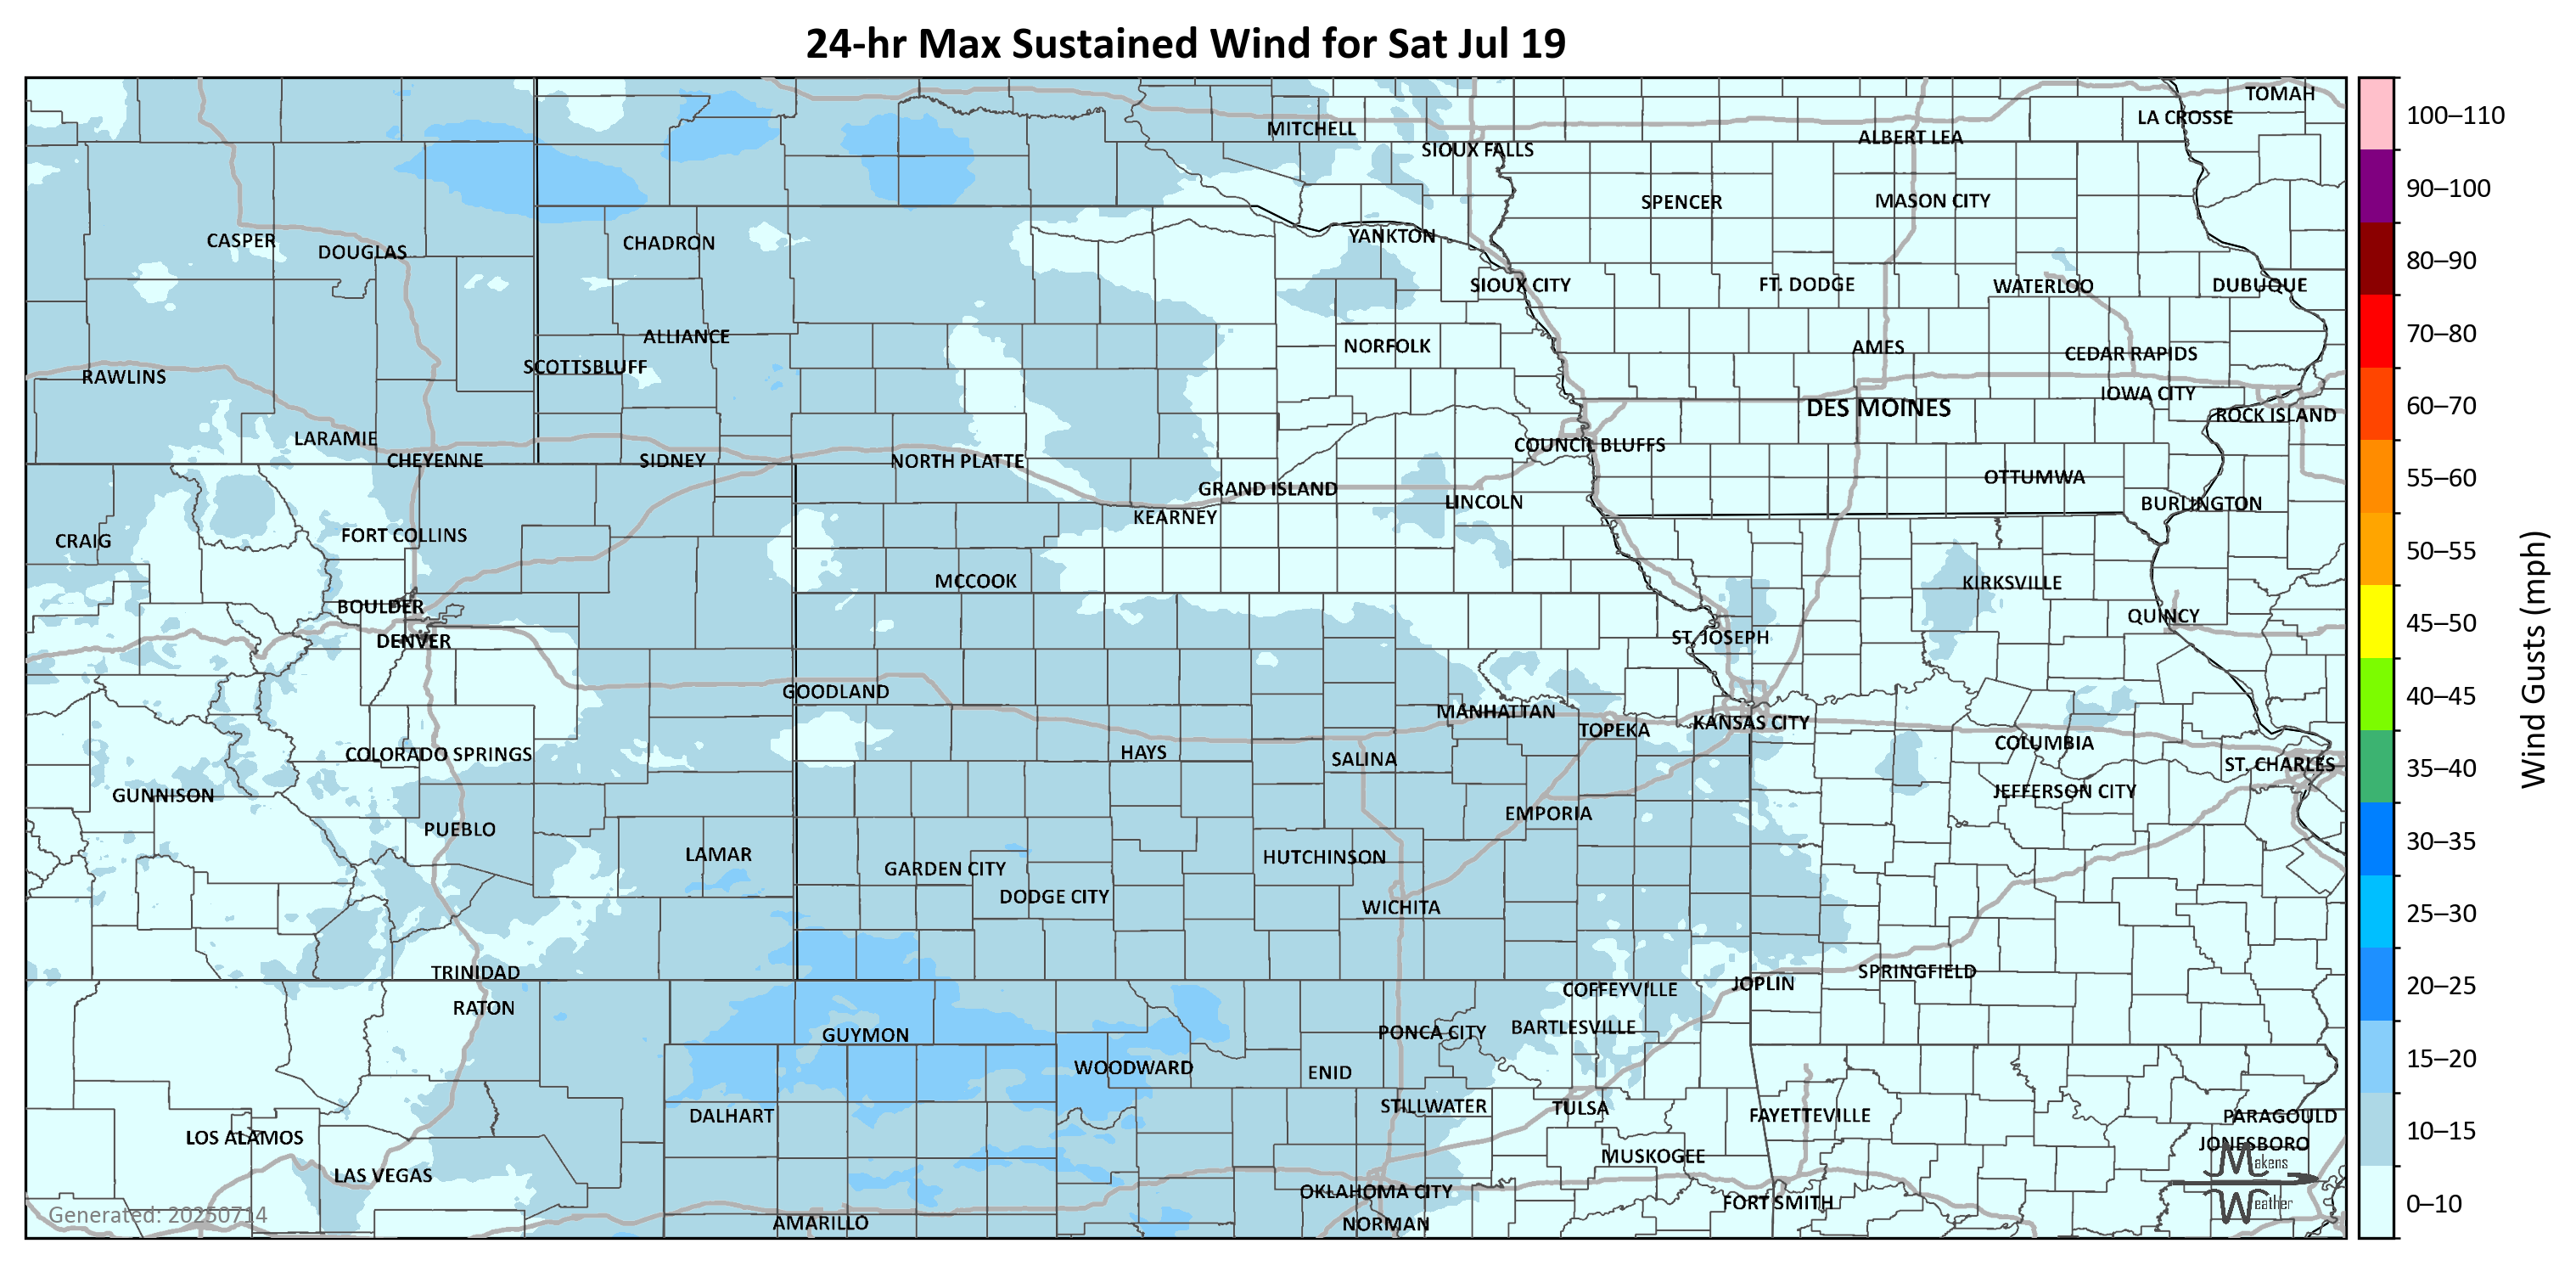 24-hr Max Sustained Wind for Sat Jul 19
TOMAH
LA CROSSE
MITCHELL
ALBERT LEA
SIOUX FALLS
SPENCER
MASON CITY
CASPER
DOUGLAS
CHADRON
YANKTON
SIOUX CITY
FT. DODGE
WATERLOO
DUBUQUE
ALLIANCE
NORFOLK
AMES
CEDAR RAPIDS
SCOTTSBLUFF
RAWLINS
IOWA CITY
DES MOINES
ROCK ISLAND
LARAMIE
COUNCIL BLUFFS
CHEYENNE
SIDNEY
NORTH PLATTE
OTTUMWA
GRAND ISLAND
LINCOLN
BURLINGTON
KEARNEY
CRAIG
FORT COLLINS
MCCOOK
KIRKSVILLE
BOULDER
QUINCY
DENVER
ST. JOSEPH
GOODLAND
MANHATTAN
TOPEKA
KANSAS CITY
COLORADO SPRINGS
HAYS
SALINA
COLUMBIA
ST. CHARLES
GUNNISON
JEFFERSON CITY
EMPORIA
PUEBLO
LAMAR
GARDEN CITY
HUTCHINSON
DODGE CITY
WICHITA
TRINIDAD
SPRINGFIELD
JOPLIN
COFFEYVILLE
RATON
GUYMON
PONCA CITY
BARTLESVILLE
WOODWARD
ENID
DALHART
STILLWATER
TULSA
FAYETTEVILLE
PARAGOULD
LOS ALAMOS
JONESBORO
MUSKOGEE
LAS VEGAS
OKLAHOMA CITY
FORT SMITH
AMARILLO
NORMAN
Generated: 20250714
Makens
Weather
100–110
90–100
80–90
70–80
60–70
55–60
50–55
45–50
40–45
35–40
30–35
25–30
20–25
15–20
10–15
0–10
Wind Gusts (mph)